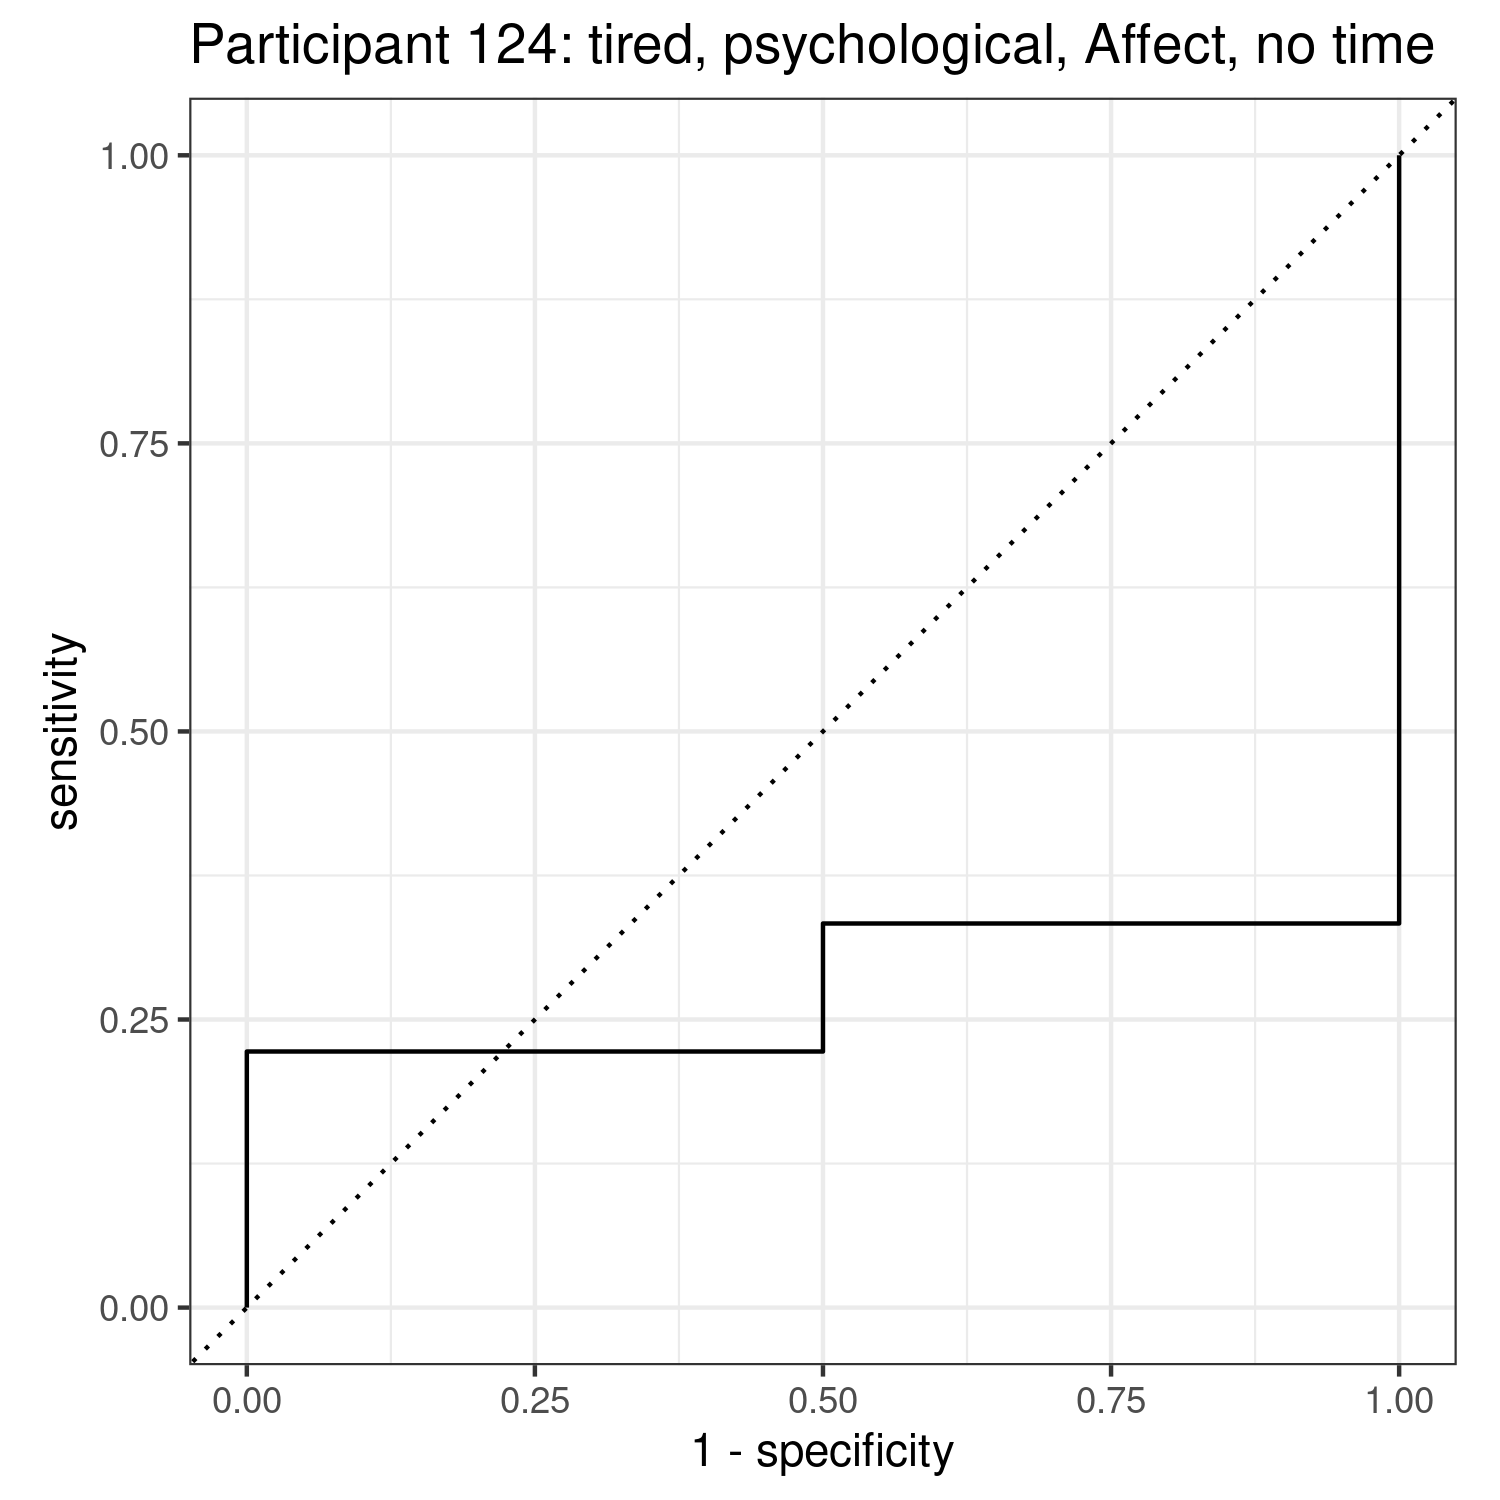 Participant 124: tired, psychological, Affect, no time
1.00
0.75
0.50
0.25
0.00
sensitivity
0.00 0.25 0.50 0.75 1.00
1 - specificity